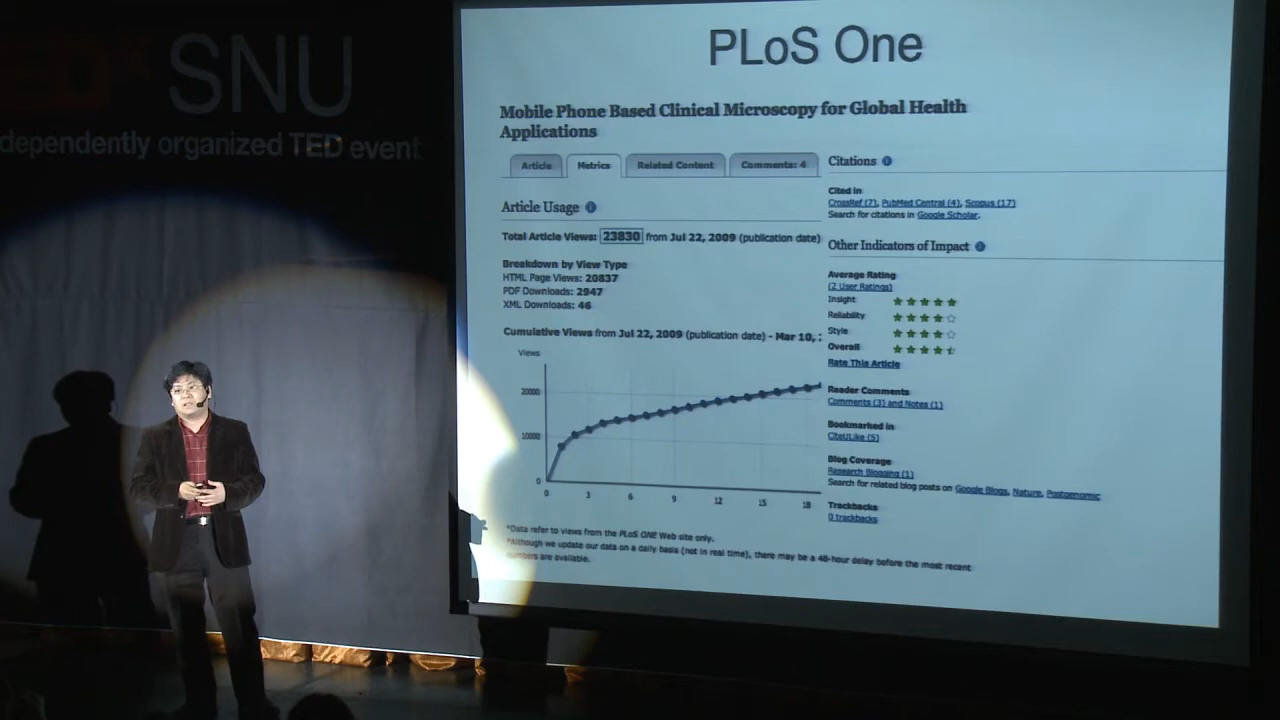 TEDx
SNU
dependently organized TED event
PLoS One
Mobile Phone Based Clinical Microscopy for Global Health
Applications
Article
Metrics
Related Content
Comments: 4
Article Usage
Total Article Views: 23830 from Jul 22, 2009 (publication date)
Breakdown by View Type
HTML Page Views: 20837
PDF Downloads: 2947
XML Downloads: 46
Cumulative Views from Jul 22, 2009 (publication date) - Mar 10, :
Views
20000
10000
0
0 3 6 9 12 15 18
*Data refer to views from the PLoS ONE Web site only.
*Although we update our data on a daily basis (not in real time), there may be a 48-hour delay before the most recent
numbers are available.
Citations
Cited in
CrossRef (7), PubMed Central (4), Scopus (17)
Search for citations in Google Scholar.
Other Indicators of Impact
Average Rating
(2 User Ratings)
Insight
Reliability
Style
Overall
Rate This Article
Reader Comments
Comments (3) and Notes (1)
Bookmarked in
CiteULike (5)
Blog Coverage
Research Blogging (1)
Search for related blog posts on Google Blogs, Nature, Postgenomic
Trackbacks
0 trackbacks